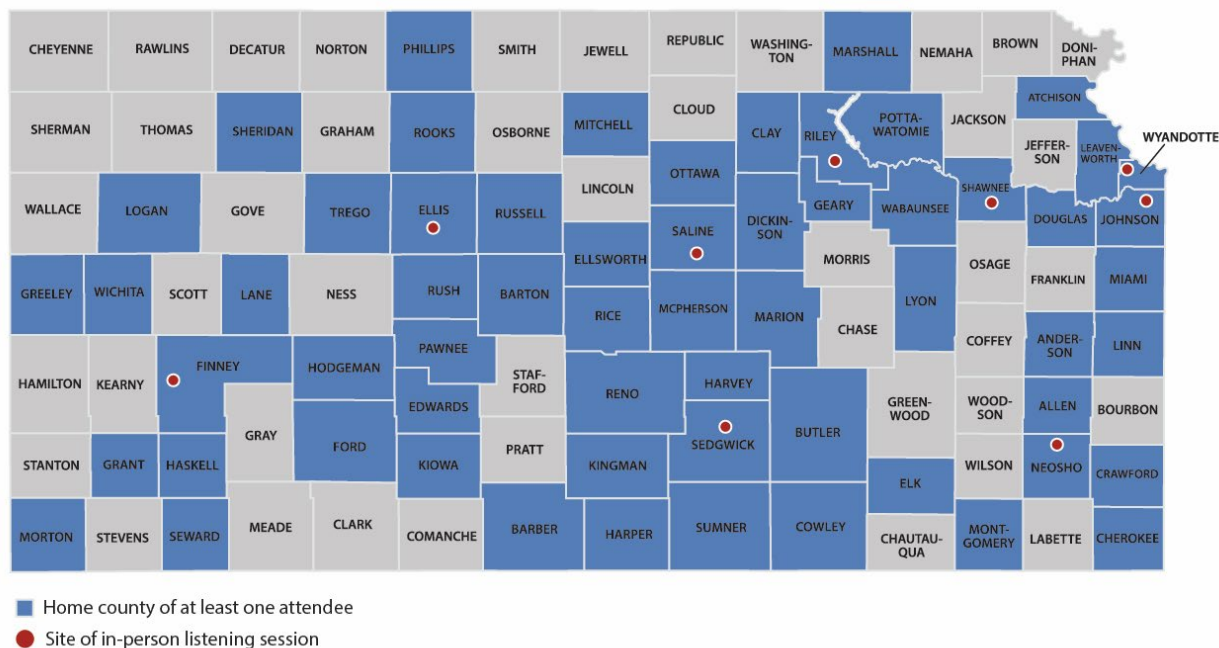 CHEYENNE
RAWLINS
DECATUR
NORTON
PHILLIPS
SMITH
JEWELL
REPUBLIC
WASHING-
TON
MARSHALL
NEMAHA
BROWN
DONI-
PHAN
SHERMAN
THOMAS
SHERIDAN
GRAHAM
ROOKS
OSBORNE
MITCHELL
CLOUD
CLAY
RILEY
POTTA-
WATOMIE
JACKSON
ATCHISON
JEFFER-
SON
LEAVEN-
WORTH
WYANDOTTE
WALLACE
LOGAN
GOVE
TREGO
ELLIS
RUSSELL
LINCOLN
OTTAWA
SALINE
DICKIN-
SON
GEARY
WABAUNSEE
SHAWNEE
DOUGLAS
JOHNSON
GREELEY
WICHITA
SCOTT
LANE
NESS
RUSH
BARTON
ELLSWORTH
RICE
MCPHERSON
MARION
MORRIS
CHASE
LYON
OSAGE
FRANKLIN
MIAMI
HAMILTON
KEARNY
FINNEY
GRAY
HODGEMAN
PAWNEE
EDWARDS
STAF-
FORD
RENO
HARVEY
SEDGWICK
BUTLER
GREEN-
WOOD
COFFEY
ANDER-
SON
LINN
WOOD-
SON
ALLEN
BOURBON
STANTON
GRANT
HASKELL
FORD
KIOWA
PRATT
KINGMAN
ELK
WILSON
NEOSHO
CRAWFORD
MORTON
STEVENS
SEWARD
MEADE
CLARK
COMANCHE
BARBER
HARPER
SUMNER
COWLEY
CHAUTAU-
QUA
MONT-
GOMERY
LABETTE
CHEROKEE
Home county of at least one attendee
Site of in-person listening session